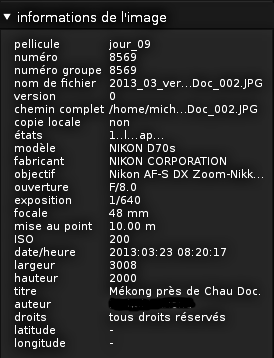 informations de l'image
pellicule jour_09
numéro 8569
numéro groupe 8569
nom de fichier 2013_03_ver...Doc_002.JPG
version 0
chemin complet /home/mich...Doc_002.JPG
copie locale non
états 1..l...ap...
modèle NIKON D70s
fabricant NIKON CORPORATION
objectif Nikon AF-S DX Zoom-Nikk...
ouverture F/8.0
exposition 1/640
focale 48 mm
mise au point 10.00 m
ISO 200
date/heure 2013:03:23 08:20:17
largeur 3008
hauteur 2000
titre Mékong près de Chau Doc.
auteur
droits tous droits réservés
latitude -
longitude -